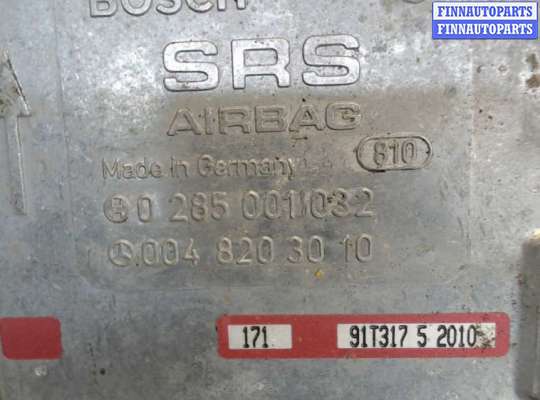 BOSCH
FINNAUTOPARTS
FINNAUTOPARTS
SRS
AIRBAG
Made in Germany
810
0 285 001 032
004 820 30 10
171
91T317 5 2010